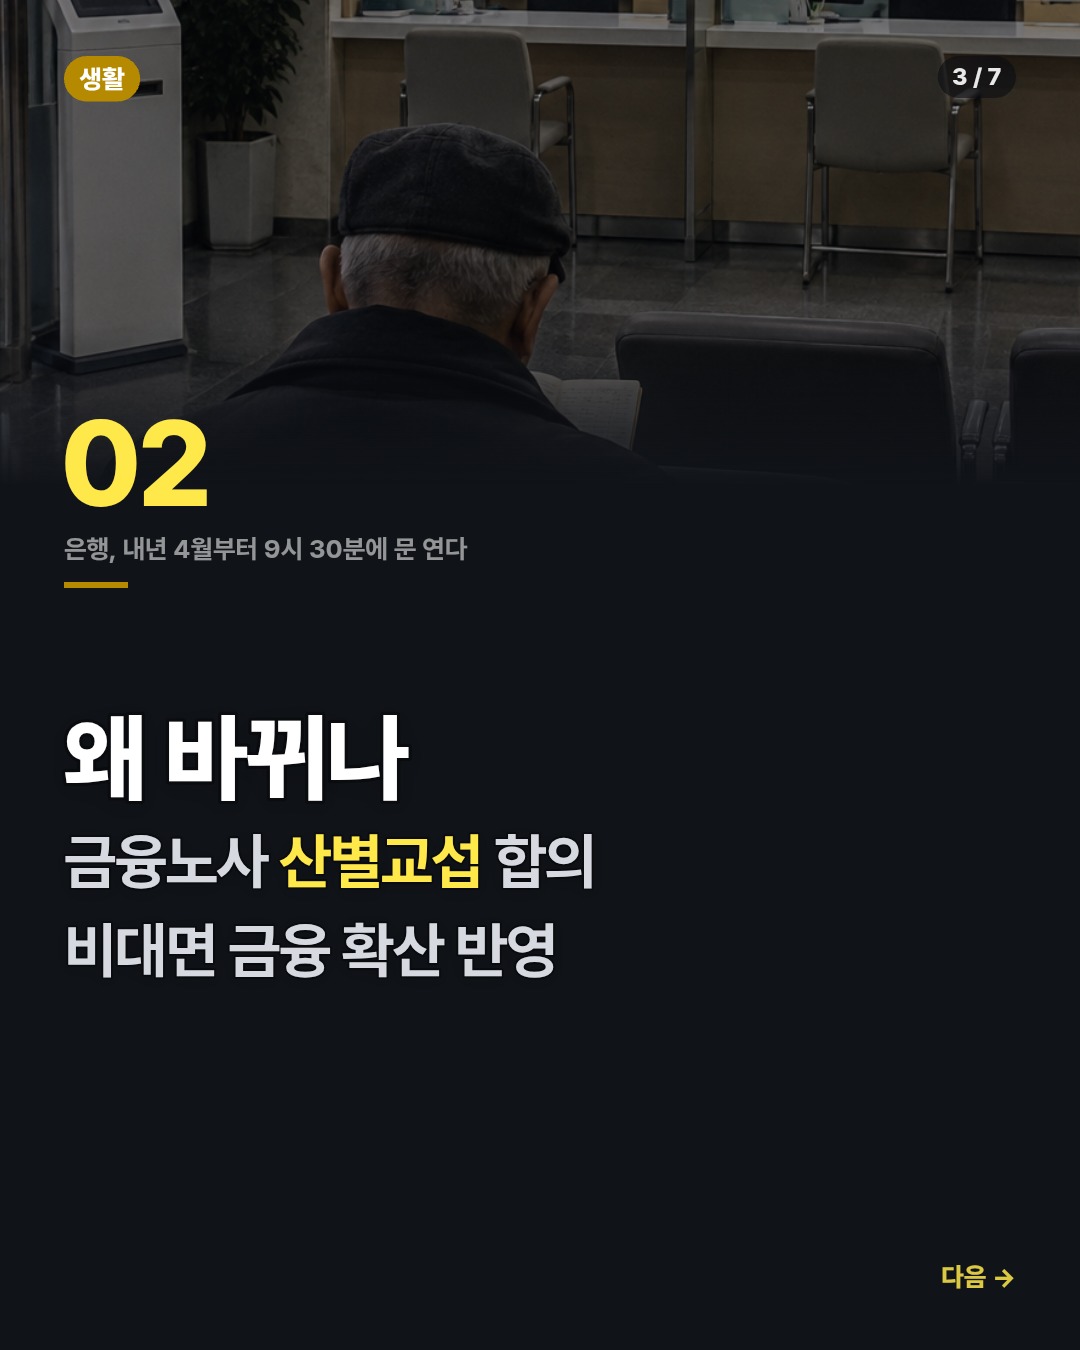 생활
3 / 7
02
은행, 내년 4월부터 9시 30분에 문 연다
왜 바뀌나
금융노사 산별교섭 합의
비대면 금융 확산 반영
다음 →